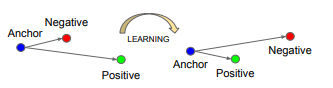 Negative
Anchor
LEARNING
Positive
Anchor
Negative
Positive